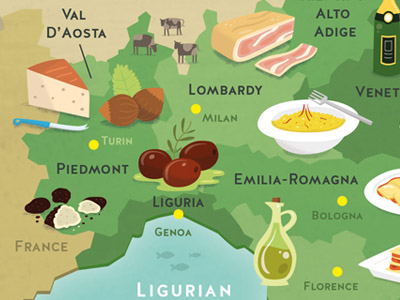 VAL
D'AOSTA
ALTO
ADIGE
LOMBARDY
MILAN
VENET
TURIN
PIEDMONT
EMILIA-ROMAGNA
LIGURIA
BOLOGNA
GENOA
FRANCE
FLORENCE
LIGURIAN